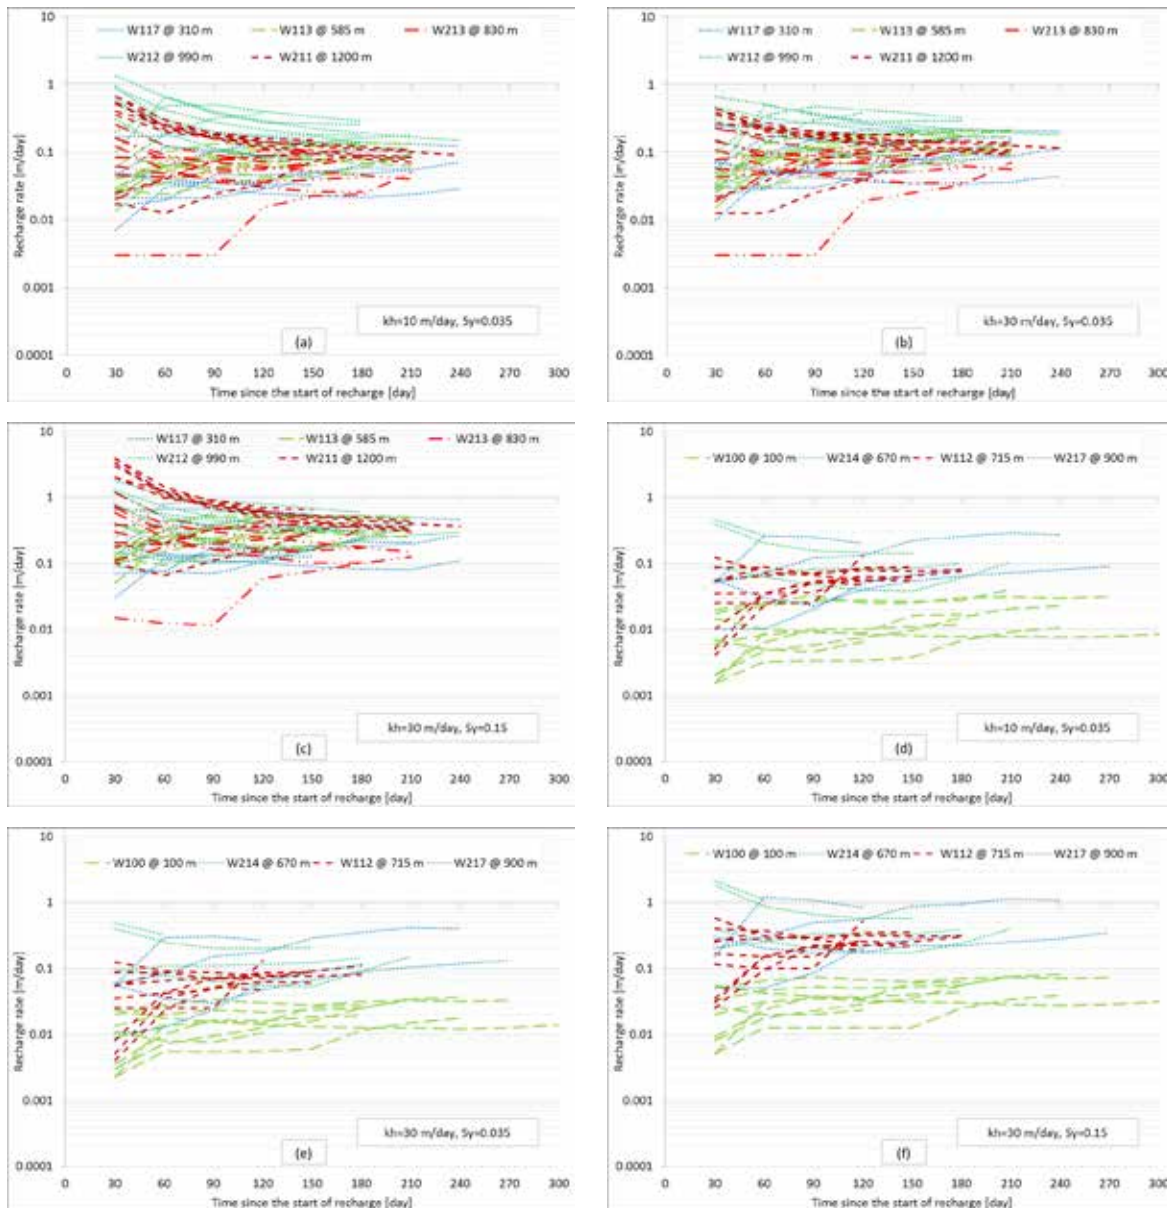 10
W117 @ 310 m W113 @ 585 m W213 @ 830 m
W212 @ 990 m W211 @ 1200 m
1
0.1
0.01
0.001
0.0001
Recharge rate [m/day]
kh=10 m/day, Sy=0.035
(a)
0 30 60 90 120 150 180 210 240 270 300
Time since the start of recharge [day]
10
W117 @ 310 m W113 @ 585 m W213 @ 830 m
W212 @ 990 m W211 @ 1200 m
1
0.1
0.01
0.001
0.0001
Recharge rate [m/day]
kh=30 m/day, Sy=0.035
(b)
0 30 60 90 120 150 180 210 240 270 300
Time since the start of recharge [day]
10
W117 @ 310 m W113 @ 585 m W213 @ 830 m
W212 @ 990 m W211 @ 1200 m
1
0.1
0.01
0.001
0.0001
Recharge rate [m/day]
kh=30 m/day, Sy=0.15
(c)
0 30 60 90 120 150 180 210 240 270 300
Time since the start of recharge [day]
10
W100 @ 100 m W214 @ 670 m W112 @ 715 m W217 @ 900 m
1
0.1
0.01
0.001
0.0001
Recharge rate [m/day]
kh=10 m/day, Sy=0.035
(d)
0 30 60 90 120 150 180 210 240 270 300
Time since the start of recharge [day]
10
W100 @ 100 m W214 @ 670 m W112 @ 715 m W217 @ 900 m
1
0.1
0.01
0.001
0.0001
Recharge rate [m/day]
kh=30 m/day, Sy=0.035
(e)
0 30 60 90 120 150 180 210 240 270 300
Time since the start of recharge [day]
10
W100 @ 100 m W214 @ 670 m W112 @ 715 m W217 @ 900 m
1
0.1
0.01
0.001
0.0001
Recharge rate [m/day]
kh=30 m/day, Sy=0.15
(f)
0 30 60 90 120 150 180 210 240 270 300
Time since the start of recharge [day]